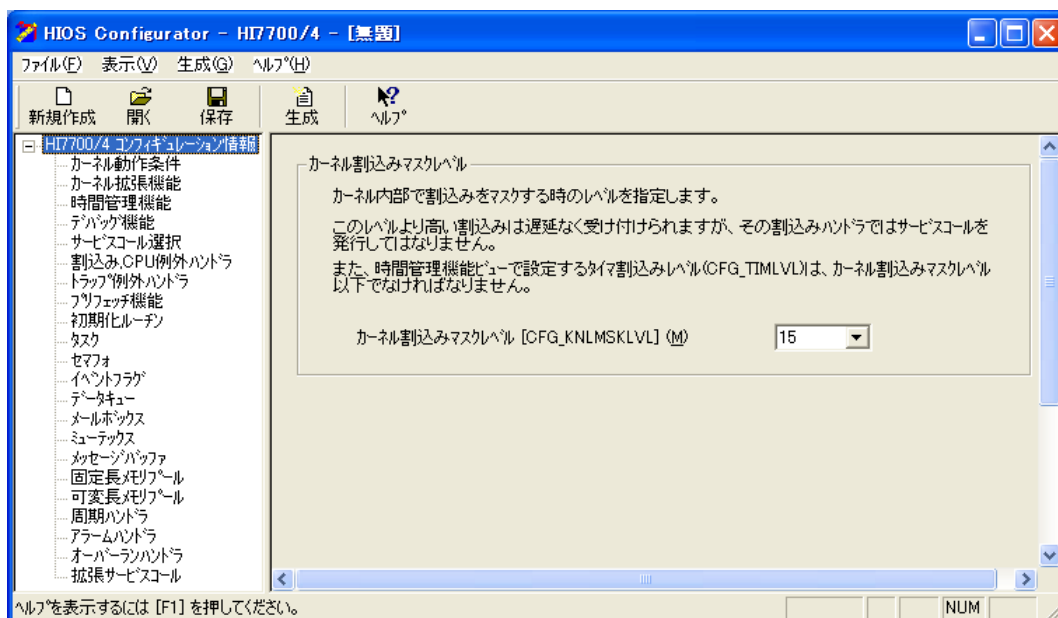 HIOS Configurator - HI7700/4 - [無題]
ファイル(F) 表示(V) 生成(G) ヘルプ(H)
新規作成 開く 保存 生成 ヘルプ
HI7700/4 コンフィギュレーション情報
カーネル動作条件
カーネル拡張機能
時間管理機能
デバッグ機能
サービスコール選択
割込み,CPU例外ハンドラ
トラップ例外ハンドラ
プリフェッチ機能
初期化ルーチン
タスク
セマフォ
イベントフラグ
データキュー
メールボックス
ミューテックス
メッセージバッファ
固定長メモリプール
可変長メモリプール
周期ハンドラ
アラームハンドラ
オーバーランハンドラ
拡張サービスコール
カーネル割込みマスクレベル
カーネル内部で割込みをマスクする時のレベルを指定します。
このレベルより高い割込みは遅延なく受け付けられますが、その割込みハンドラではサービスコールを
発行してはなりません。
また、時間管理機能ビューで設定するタイマ割込みレベル(CFG_TIMLVL)は、カーネル割込みマスクレベル
以下でなければなりません。
カーネル割込みマスクレベル [CFG_KNLMSKLVL] (M) 15
ヘルプを表示するには [F1] を押してください。 NUM